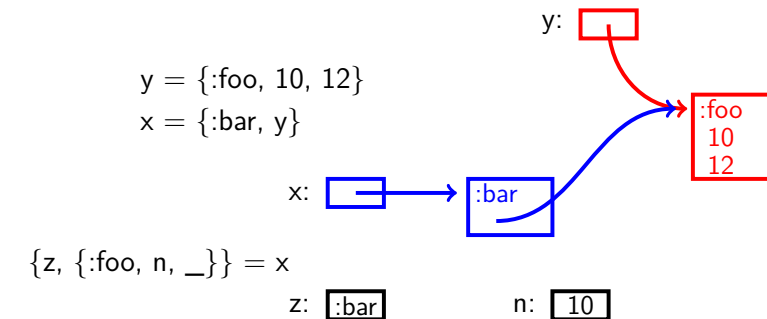 y:
y = {:foo, 10, 12}
x = {:bar, y}
:foo
10
12
x:
:bar
{z, {:foo, n, _}} = x
z: :bar
n: 10